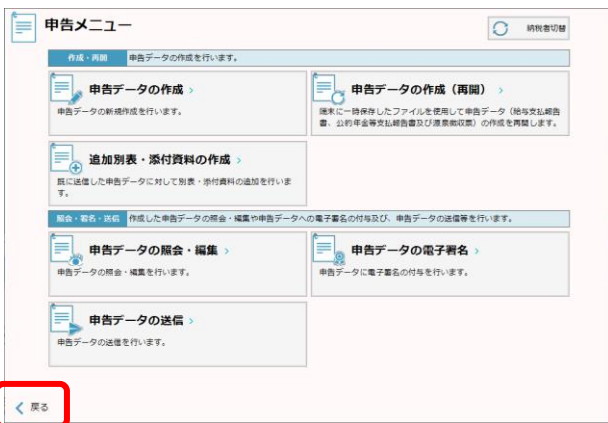 申告メニュー
納税者切替
作成・再開 申告データの作成を行います。
申告データの作成 >
申告データの新規作成を行います。
申告データの作成（再開） >
端末に一時保存したファイルを使用して申告データ（給与支払報告
書、公的年金等支払報告書及び源泉徴収票）の作成を再開します。
追加別表・添付資料の作成 >
既に送信した申告データに対して別表・添付資料の追加を行いま
す。
照会・署名・送信 作成した申告データの照会・編集や申告データへの電子署名の付与及び、申告データの送信等を行います。
申告データの照会・編集 >
申告データの照会・編集を行います。
申告データの電子署名 >
申告データに電子署名の付与を行います。
申告データの送信 >
申告データの送信を行います。
戻る